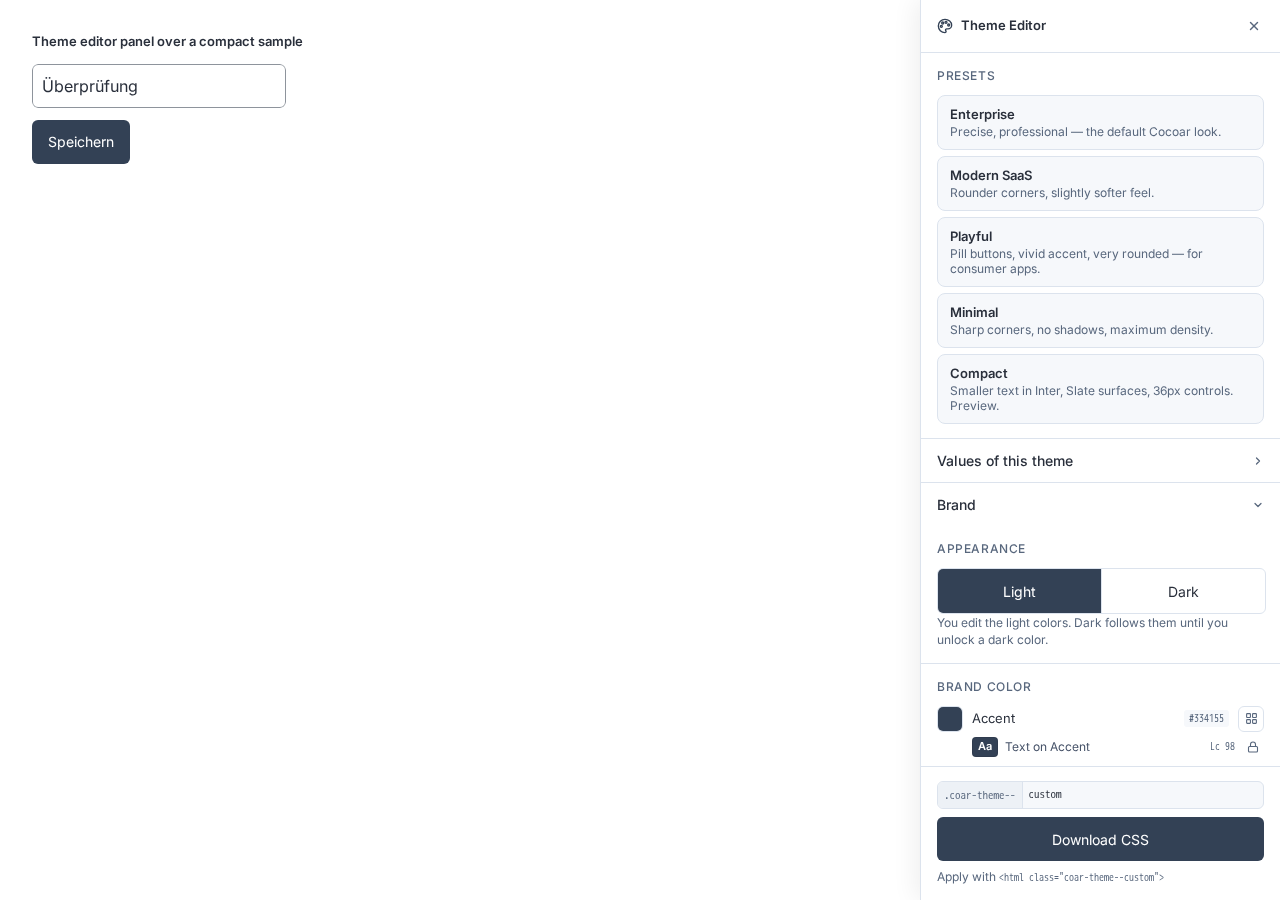 Theme editor panel over a compact sample
Überprüfung
Speichern
Theme Editor
PRESETS
Enterprise
Precise, professional — the default Cocoar look.
Modern SaaS
Rounder corners, slightly softer feel.
Playful
Pill buttons, vivid accent, very rounded — for
consumer apps.
Minimal
Sharp corners, no shadows, maximum density.
Compact
Smaller text in Inter, Slate surfaces, 36px controls.
Preview.
Values of this theme
Brand
APPEARANCE
Light
Dark
You edit the light colors. Dark follows them until you
unlock a dark color.
BRAND COLOR
Accent
#334155
Aa
Text on Accent
Lc 98
.coar-theme--
custom
Download CSS
Apply with <html class="coar-theme--custom">